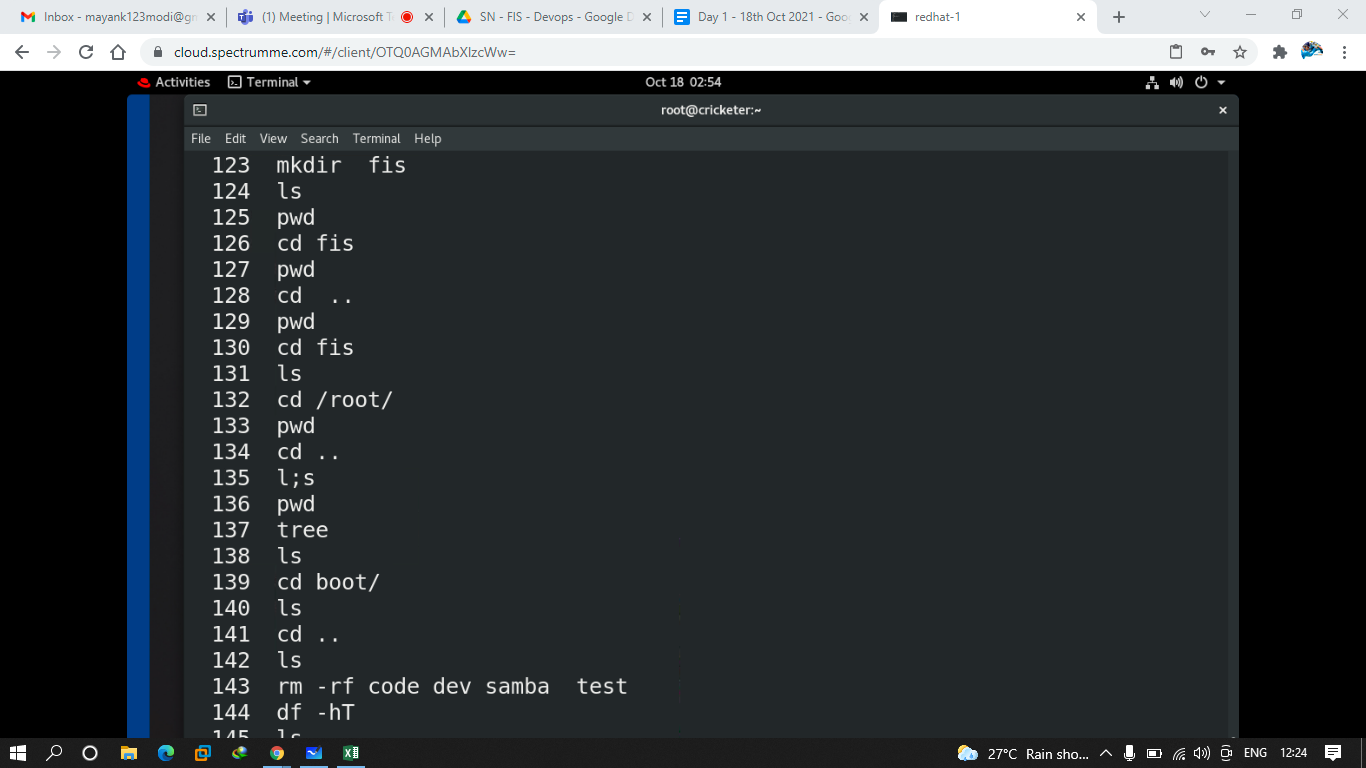 Inbox - mayank123modi@gm
(1) Meeting | Microsoft T
SN - FIS - Devops - Google D
Day 1 - 18th Oct 2021 - Goo
redhat-1
cloud.spectrumme.com/#/client/OTQ0AGMAbXlzcWw=
Activities
Terminal
Oct 18 02:54
root@cricketer:~
File Edit View Search Terminal Help
123 mkdir  fis
124 ls
125 pwd
126 cd fis
127 pwd
128 cd  ..
129 pwd
130 cd fis
131 ls
132 cd /root/
133 pwd
134 cd ..
135 l;s
136 pwd
137 tree
138 ls
139 cd boot/
140 ls
141 cd ..
142 ls
143 rm -rf code dev samba  test
144 df -hT
145 ls
27°C Rain sho...
ENG
12:24